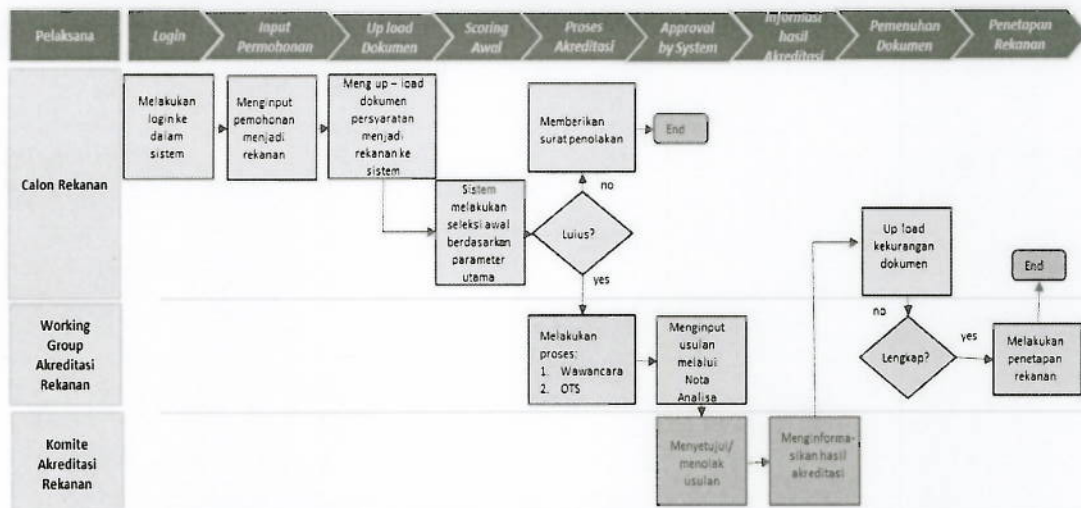 Pelaksana
Login
Input
Permohonan
Up load
Dokumen
Scoring
Awal
Proses
Akreditasi
Approval
by System
Informasi
hasil
Akreditasi
Pemenuhan
Dokumen
Penetapan
Rekanan
Calon Rekanan
Melakukan
login ke
dalam
sistem
Menginput
pemohonan
menjadi
rekanan
Meng up – load
dokumen
persyaratan
menjadi
rekanan ke
sistem
Sistem
melakukan
seleksi awal
berdasarkan
parameter
utama
Memberikan
surat penolakan
End
no
Lulus?
yes
Up load
kekurangan
dokumen
End
Working
Group
Akreditasi
Rekanan
Melakukan
proses:
1. Wawancara
2. OTS
Menginput
usulan
melalui
Nota
Analisa
no
Lengkap?
yes
Melakukan
penetapan
rekanan
Komite
Akreditasi
Rekanan
Menyetujui/
menolak
usulan
Menginforma-
sikan hasil
akreditasi